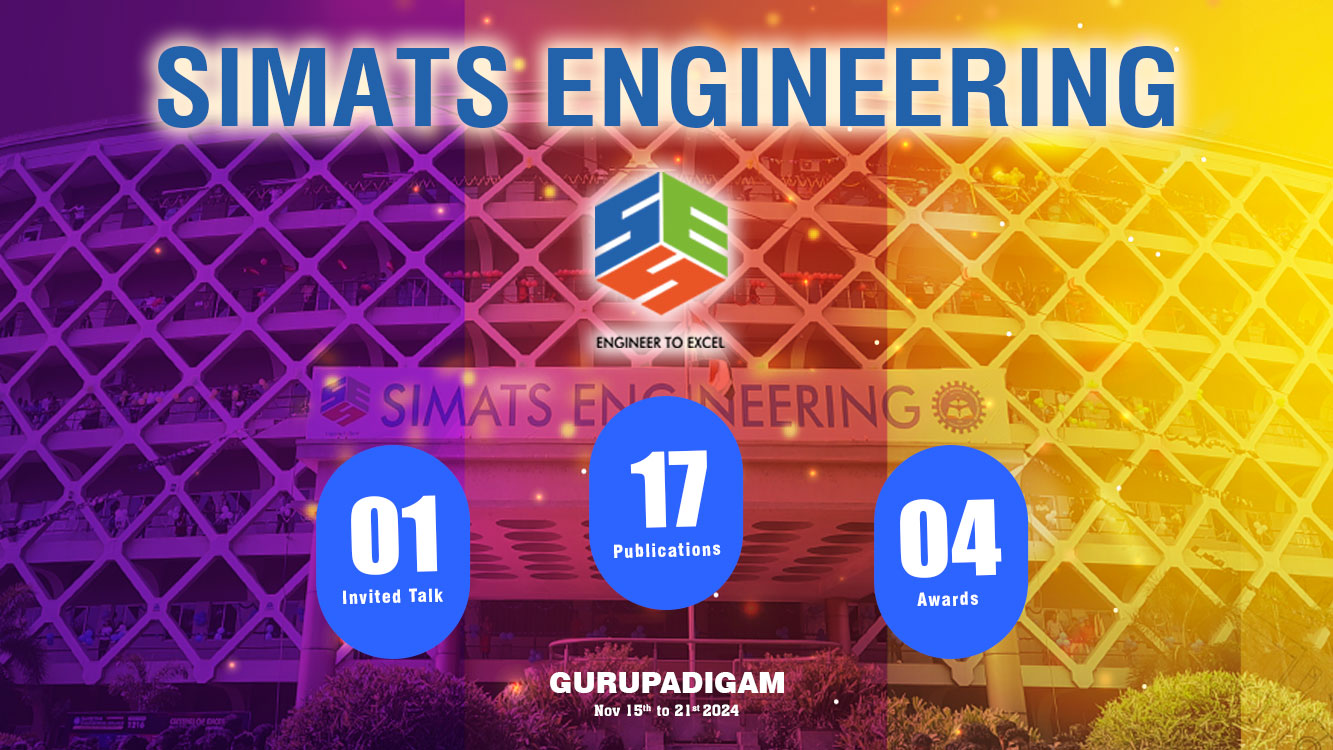 SIMATS ENGINEERING
SES
ENGINEER TO EXCEL
SIMATS ENGINEERING
01
Invited Talk
17
Publications
04
Awards
GURUPADIGAM
Nov 15th to 21st 2024